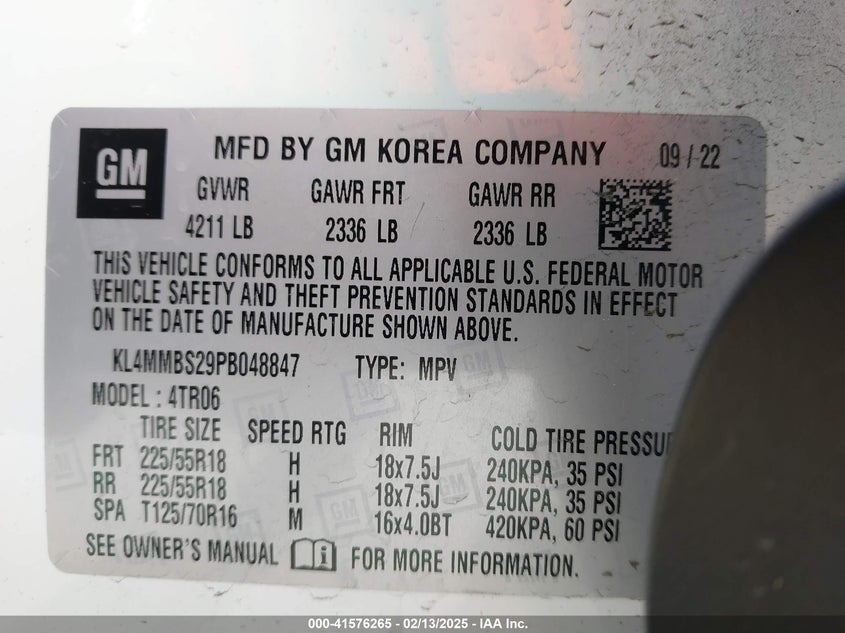 GM
MFD BY GM KOREA COMPANY 09 / 22
GVWR GAWR FRT GAWR RR
4211 LB 2336 LB 2336 LB
THIS VEHICLE CONFORMS TO ALL APPLICABLE U.S. FEDERAL MOTOR
VEHICLE SAFETY AND THEFT PREVENTION STANDARDS IN EFFECT
ON THE DATE OF MANUFACTURE SHOWN ABOVE.
KL4MMBS29PB048847 TYPE: MPV
MODEL : 4TR06
TIRE SIZE SPEED RTG RIM COLD TIRE PRESSU
FRT 225/55R18 H 18x7.5J 240KPA, 35 PSI
RR 225/55R18 H 18x7.5J 240KPA, 35 PSI
SPA T125/70R16 M 16x4.0BT 420KPA, 60 PSI
SEE OWNER'S MANUAL FOR MORE INFORMATION.
000-41576265 - 02/13/2025 - IAA Inc.